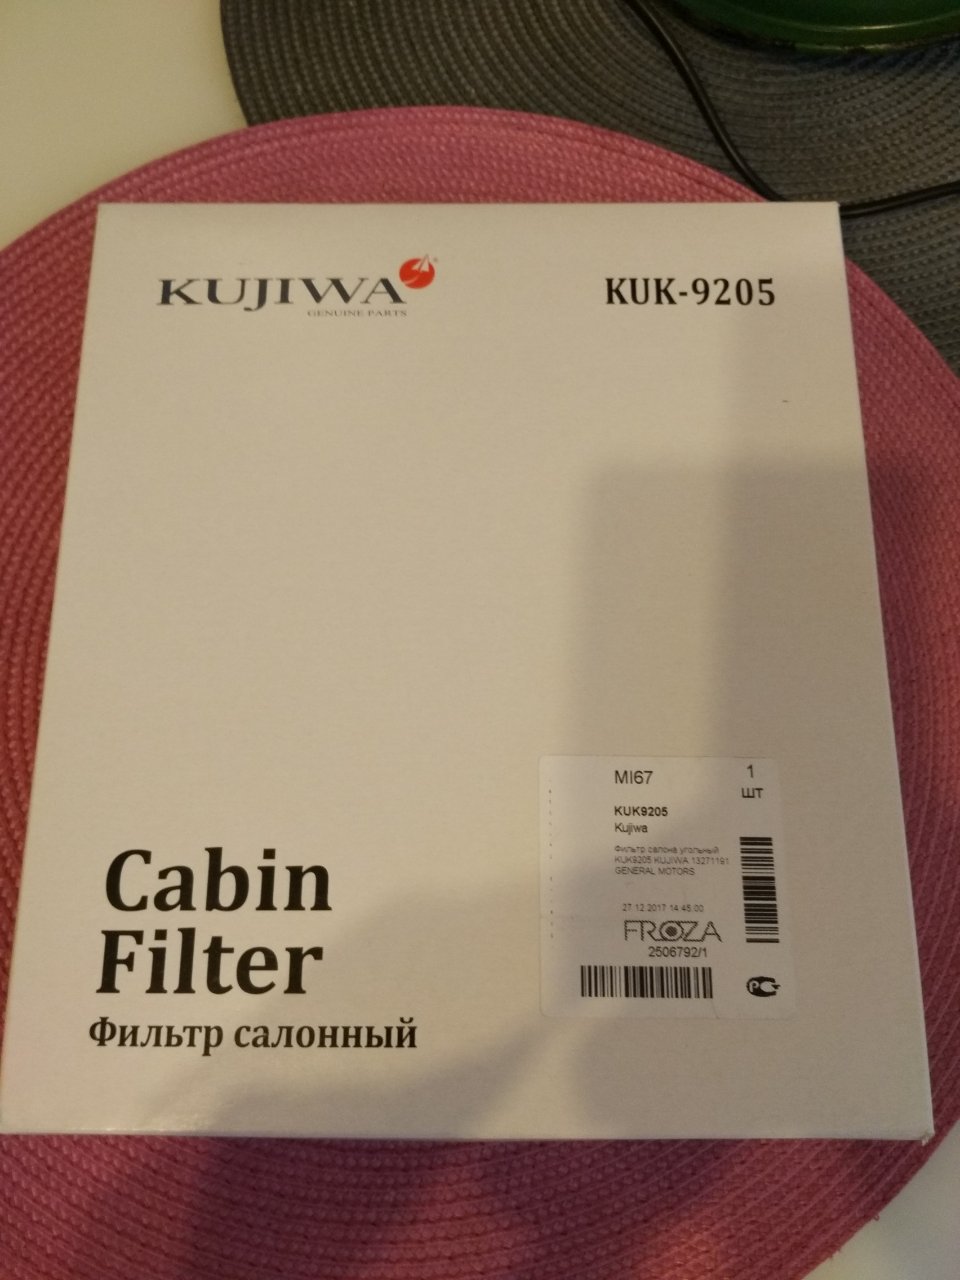 KUJIWA
GENUINE PARTS
KUK-9205
MI67
1
шт
KUK9205
Kujiwa
Фильтр салона угольный
KUK9205 KUJIWA 13271191
GENERAL MOTORS
27.12.2017 14:45:00
FROZA
2506792/1
Cabin
Filter
Фильтр салонный